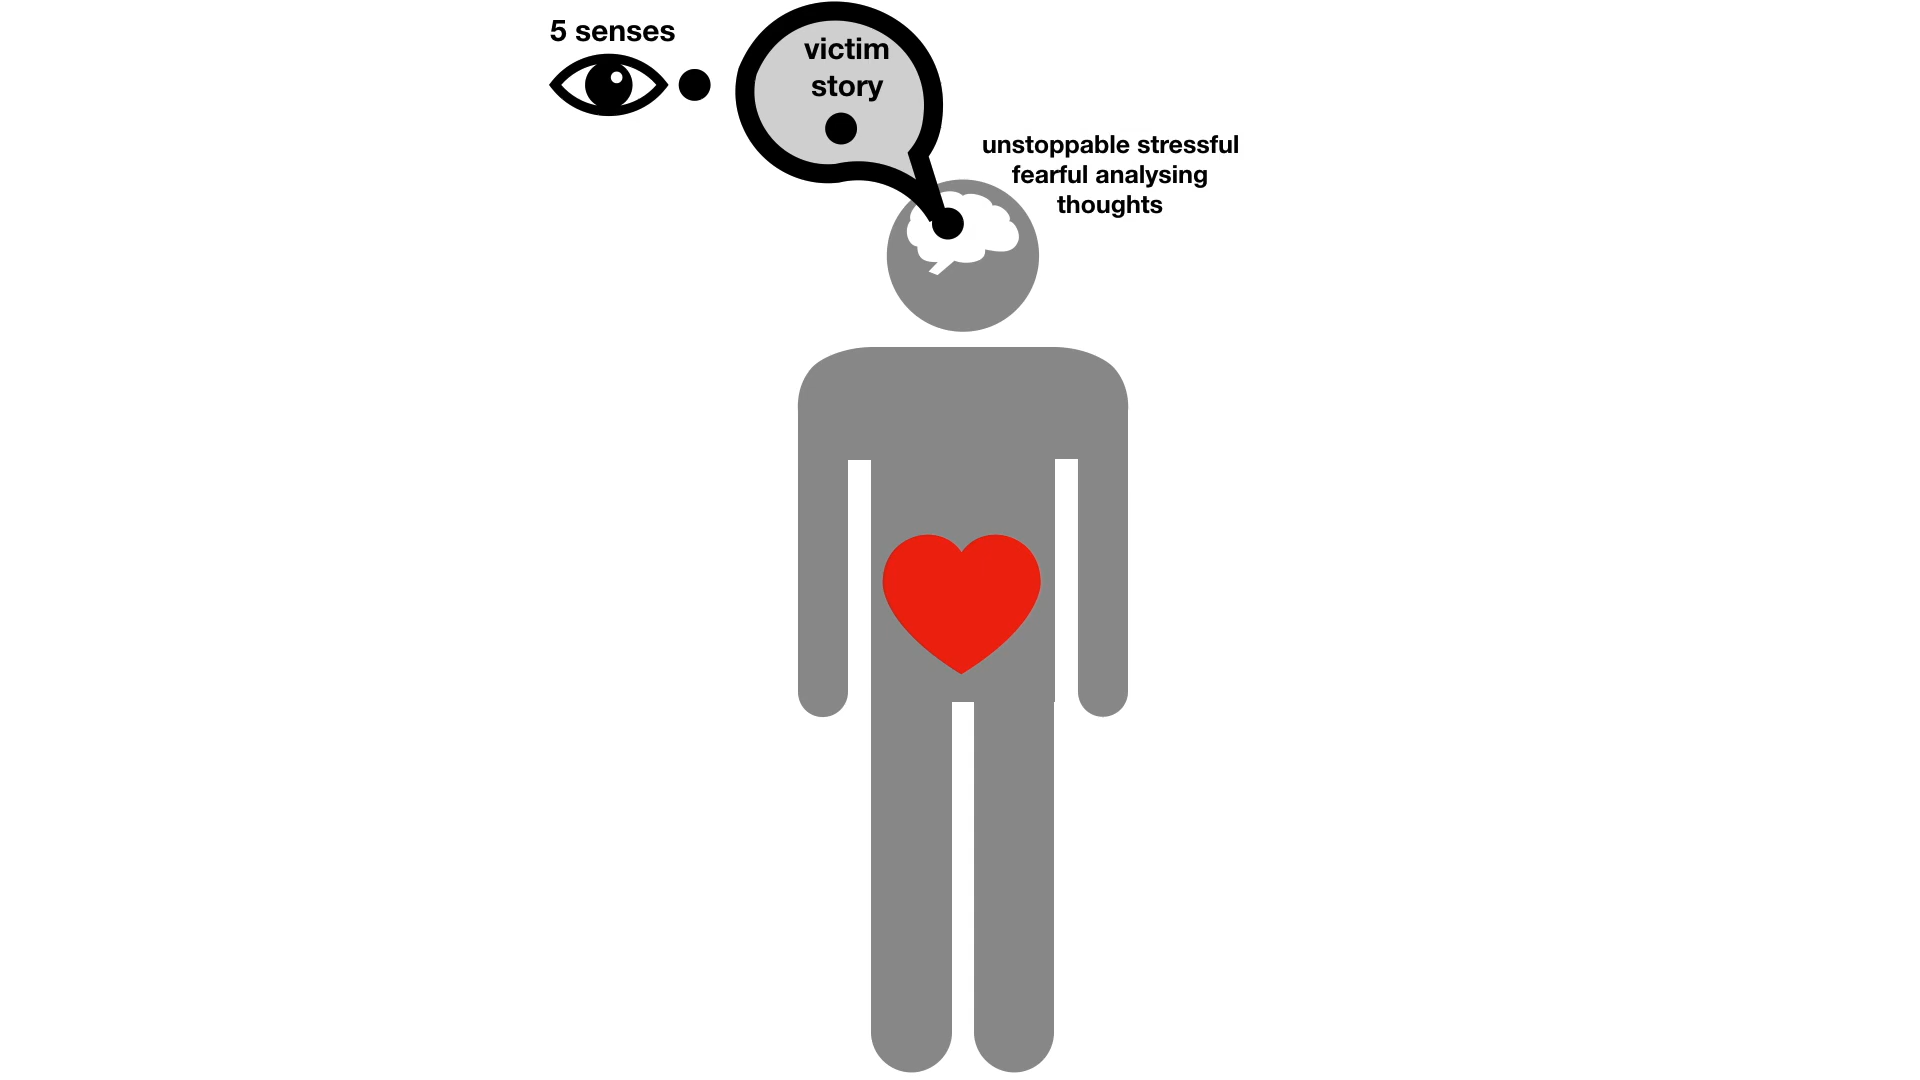 5 senses
victim
story
unstoppable stressful
fearful analysing
thoughts